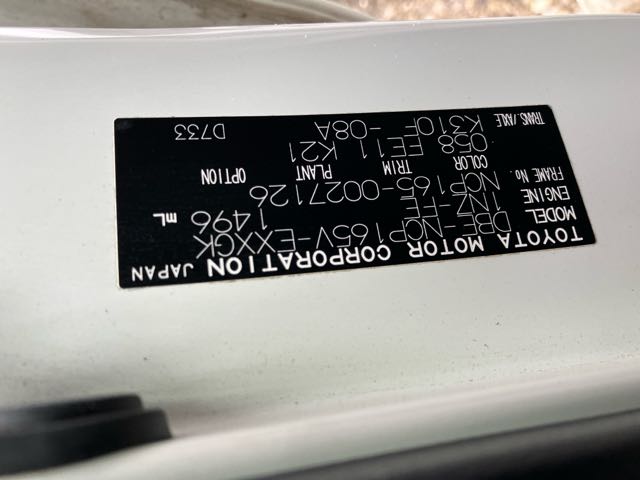 TOYOTA MOTOR CORPORATION JAPAN
MODEL DBE-NCP165V-EXXGK
ENGINE 1NZ-FE 1496 mL
FRAME No. NCP165-0027126
COLOR TRIM PLANT OPTION
058 FE11 K21
TRANS./AXLE K310F-08A D733